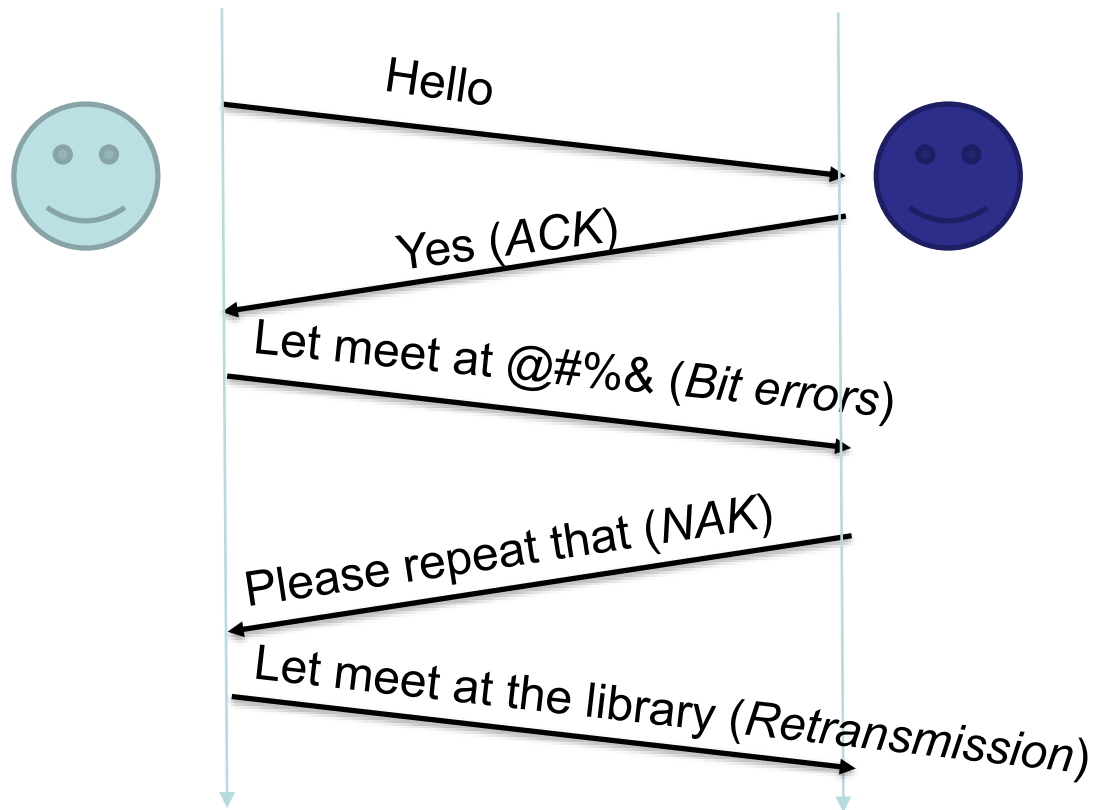 Hello
Yes (ACK)
Let meet at @#%& (Bit errors)
Please repeat that (NAK)
Let meet at the library (Retransmission)